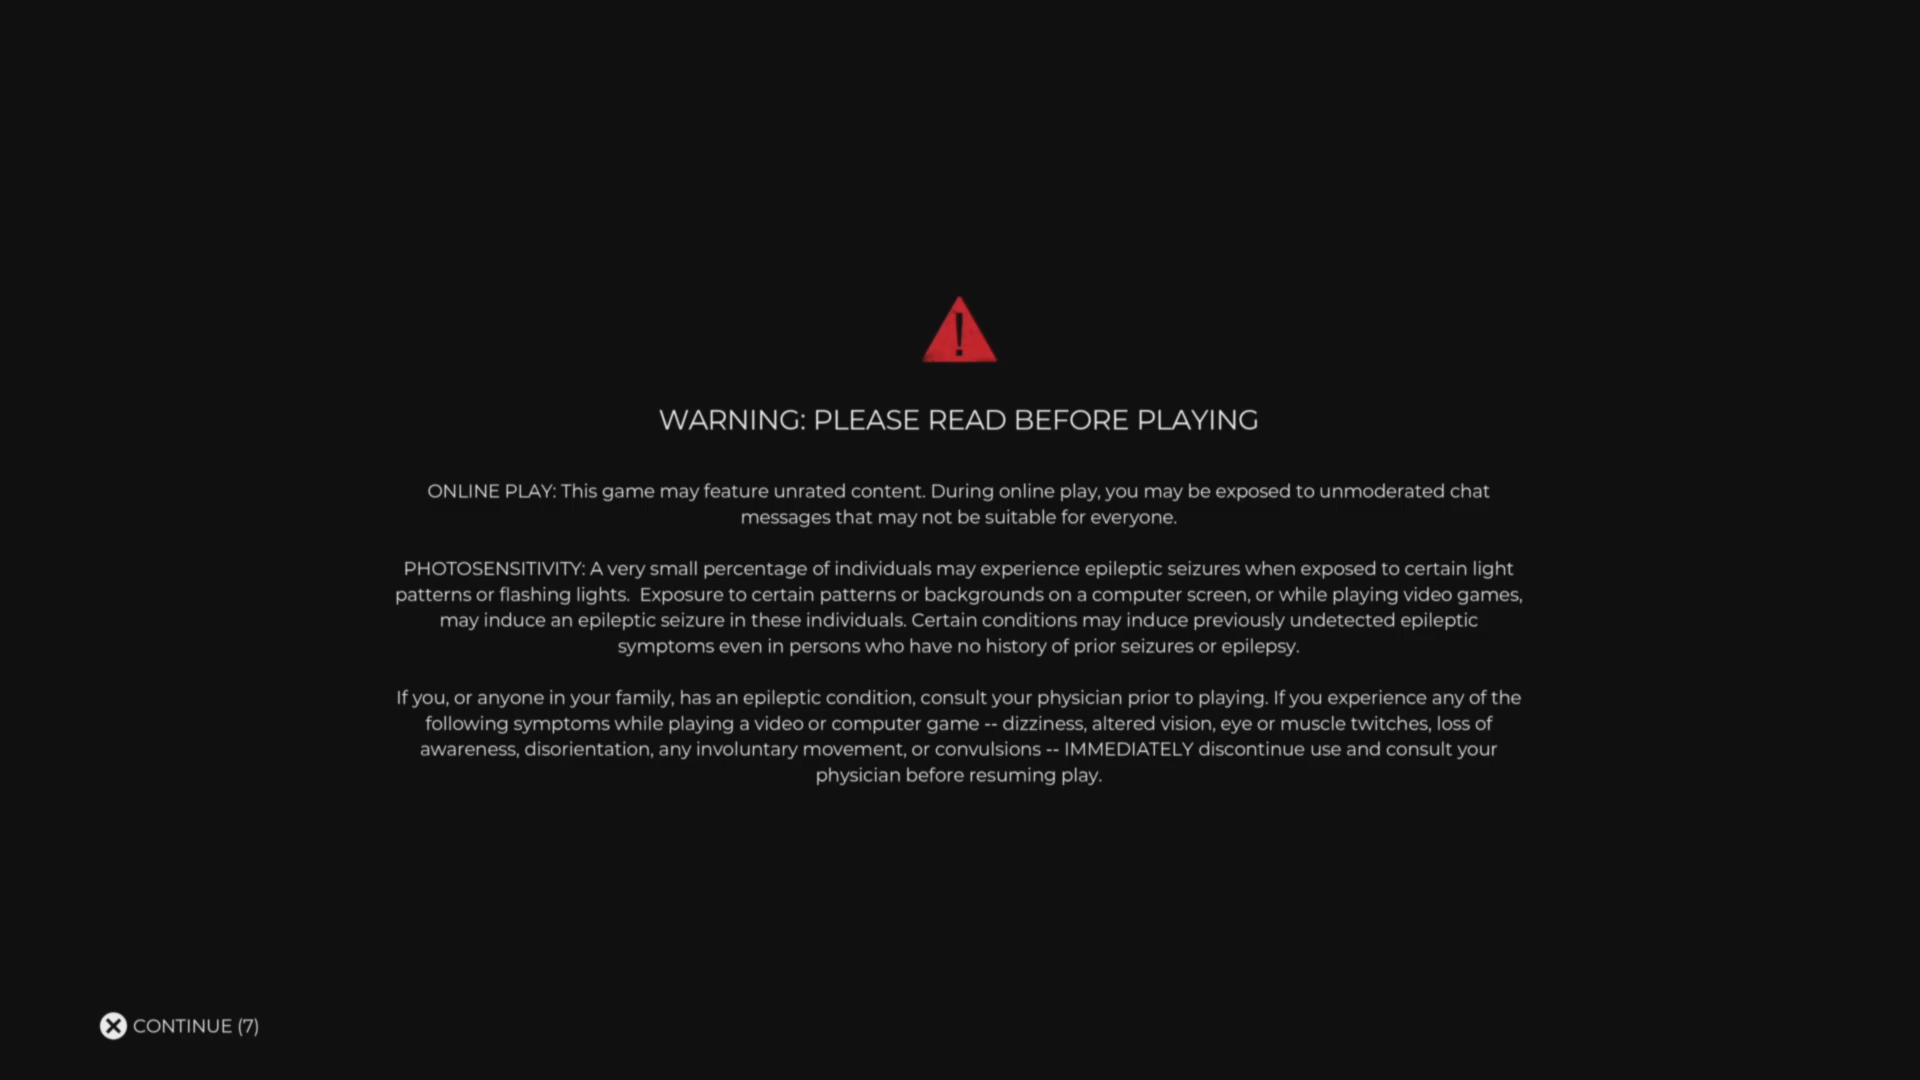 WARNING: PLEASE READ BEFORE PLAYING
ONLINE PLAY: This game may feature unrated content. During online play, you may be exposed to unmoderated chat
messages that may not be suitable for everyone.
PHOTOSENSITIVITY: A very small percentage of individuals may experience epileptic seizures when exposed to certain light
patterns or flashing lights.  Exposure to certain patterns or backgrounds on a computer screen, or while playing video games,
may induce an epileptic seizure in these individuals. Certain conditions may induce previously undetected epileptic
symptoms even in persons who have no history of prior seizures or epilepsy.
If you, or anyone in your family, has an epileptic condition, consult your physician prior to playing. If you experience any of the
following symptoms while playing a video or computer game -- dizziness, altered vision, eye or muscle twitches, loss of
awareness, disorientation, any involuntary movement, or convulsions -- IMMEDIATELY discontinue use and consult your
physician before resuming play.
CONTINUE (7)